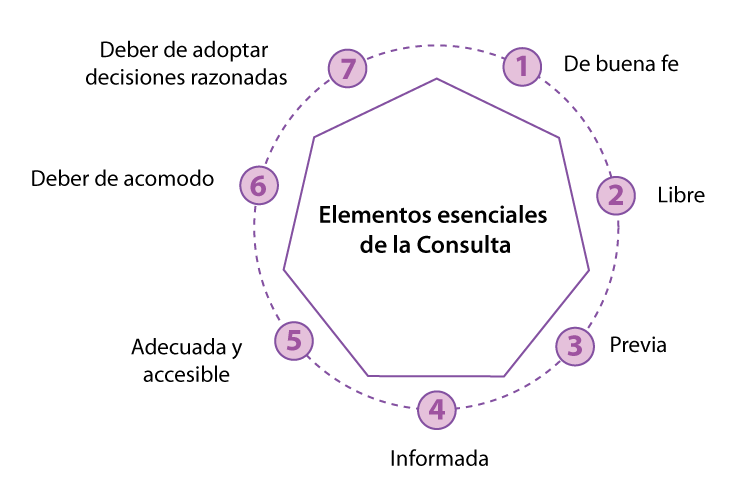 Elementos esenciales
de la Consulta
1
De buena fe
2
Libre
3
Previa
4
Informada
5
Adecuada y
accesible
6
Deber de acomodo
7
Deber de adoptar
decisiones razonadas